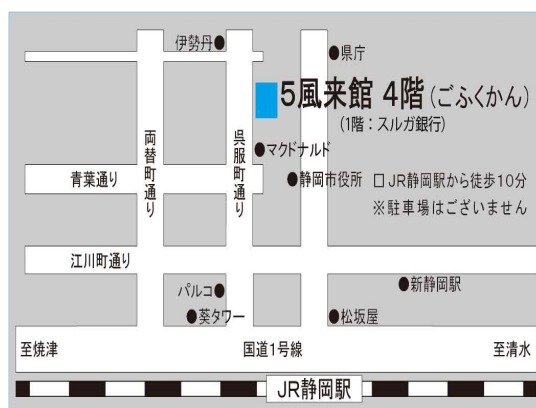 伊勢丹
県庁
5風来館 4階(ごふくかん)
(1階:スルガ銀行)
両替町通り
呉服町通り
マクドナルド
青葉通り
静岡市役所
□JR静岡駅から徒歩10分
※駐車場はございません
江川町通り
パルコ
新静岡駅
葵タワー
松坂屋
至焼津
国道1号線
至清水
JR静岡駅